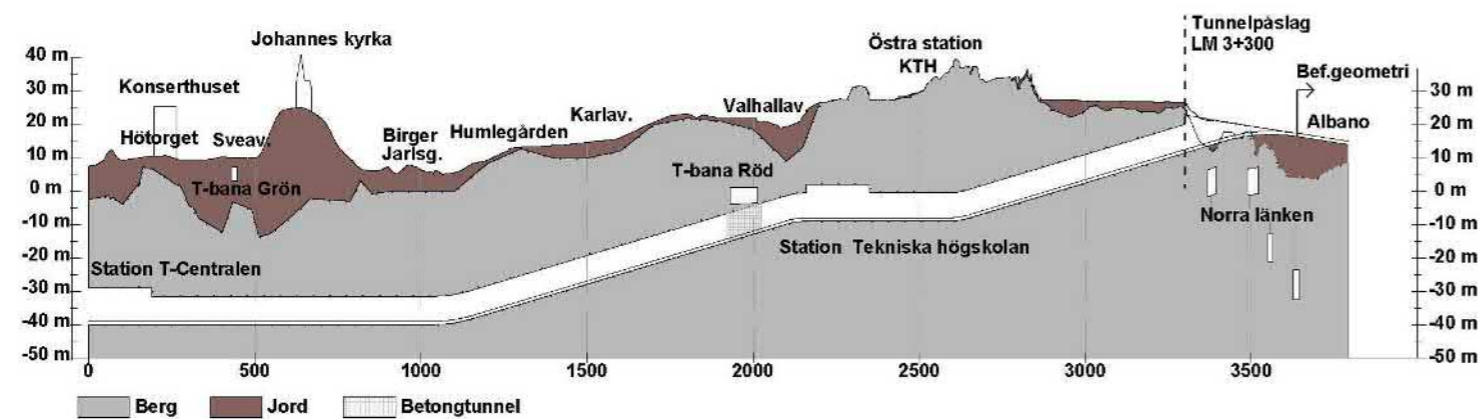 Tunnelpåslag
LM 3+300
Johannes kyrka
Östra station
KTH
Bef.geometri
40 m
30 m
20 m
10 m
0 m
-10 m
-20 m
-30 m
-40 m
-50 m
Konserthuset
Hötorget
Sveav.
Birger
Jarlsg.
Humlegården
Karlav.
Valhallav.
Albano
T-bana Grön
T-bana Röd
Norra länken
Station T-Centralen
Station Tekniska högskolan
30 m
20 m
10 m
0 m
-10 m
-20 m
-30 m
-40 m
-50 m
0 500 1000 1500 2000 2500 3000 3500
Berg Jord Betongtunnel